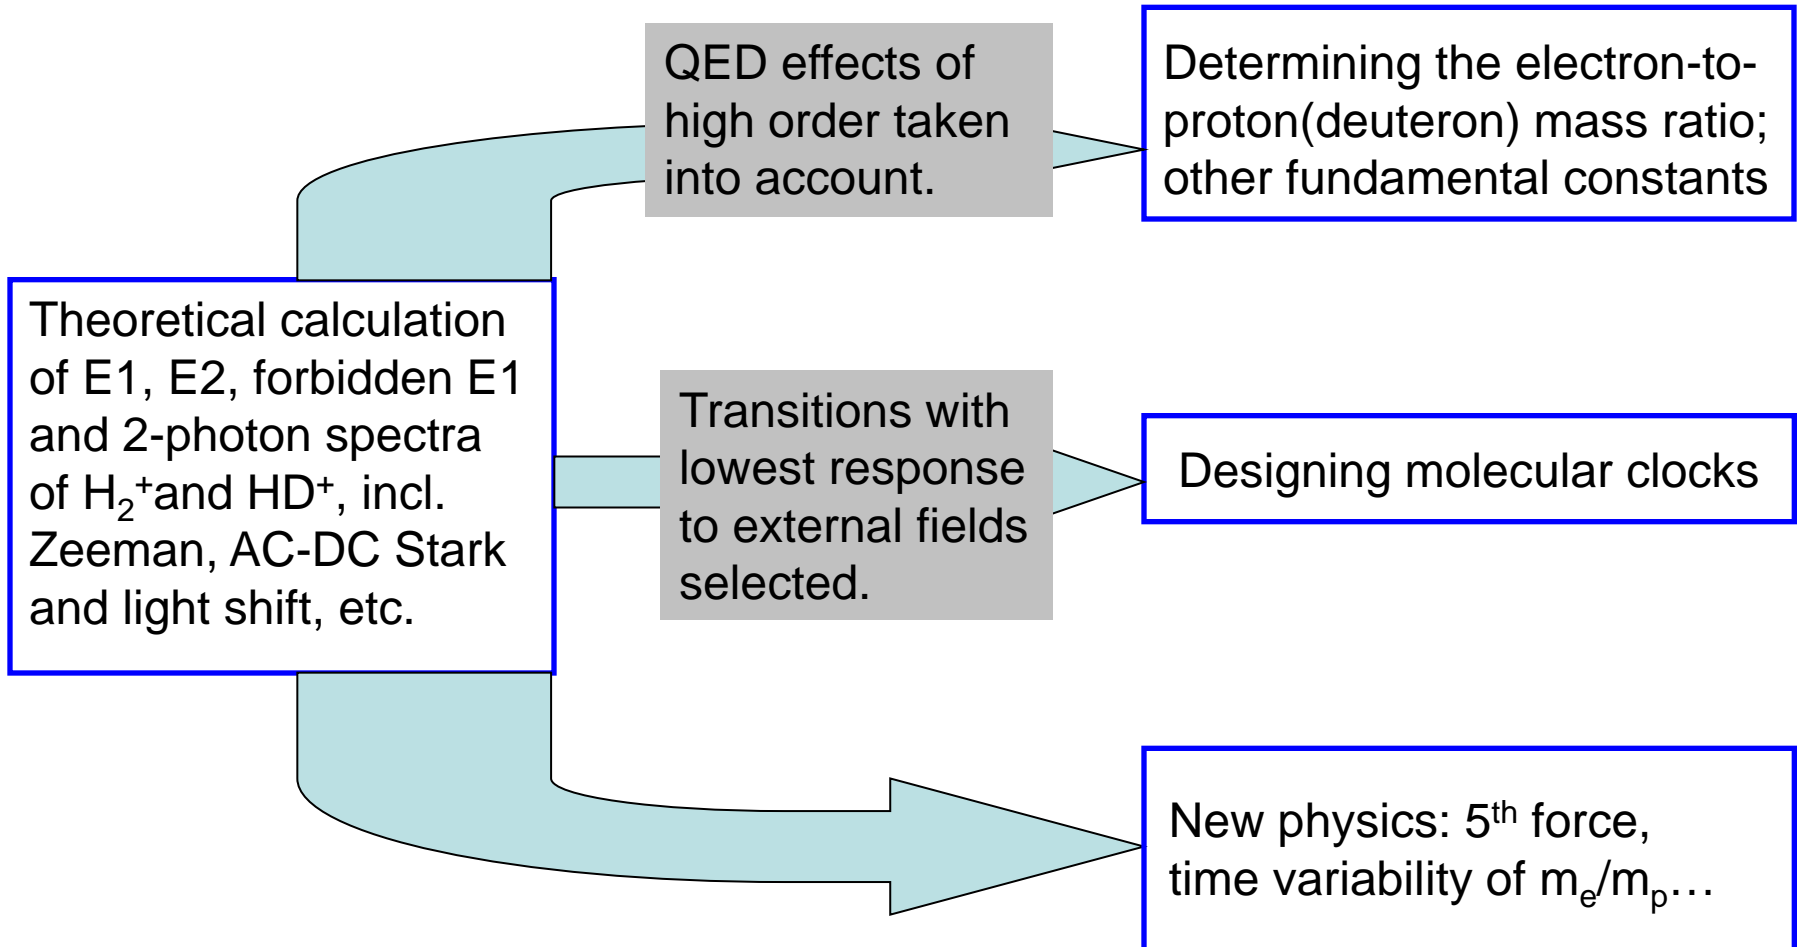 QED effects of
high order taken
into account.
Determining the electron-to-
proton(deuteron) mass ratio;
other fundamental constants
Theoretical calculation
of E1, E2, forbidden E1
and 2-photon spectra
of H₂⁺and HD⁺, incl.
Zeeman, AC-DC Stark
and light shift, etc.
Transitions with
lowest response
to external fields
selected.
Designing molecular clocks
New physics: 5ᵗʰ force,
time variability of mₑ/mₚ…